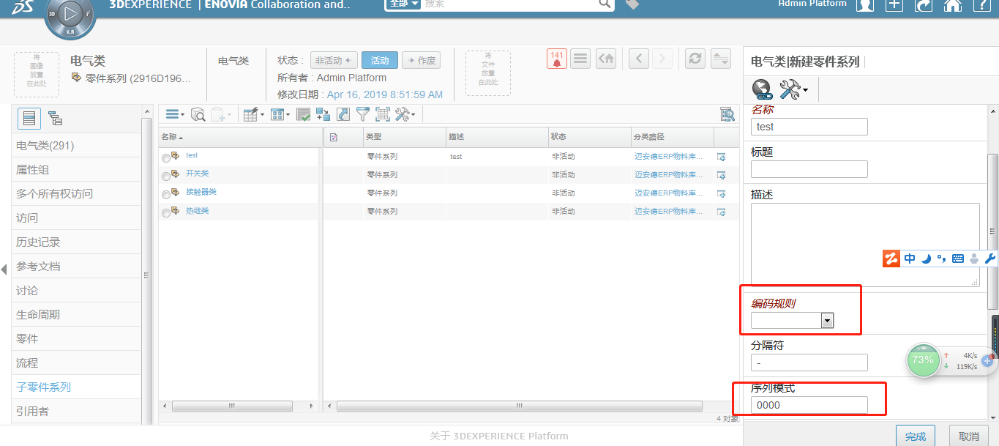 3DEXPERIENCE | ENOVIA Collaboration and..
全部
搜索
Admin Platform
3D
V.R
将
图像
放置
在此处
电气类
零件系列 (2916D196...
电气类
状态 : 非活动 活动 作废
所有者 : Admin Platform
修改日期 : Apr 16, 2019 8:51:59 AM
将
文件
放置
在此处
141
电气类|新建零件系列
电气类(291)
属性组
多个所有权访问
访问
历史记录
参考文档
讨论
生命周期
零件
流程
子零件系列
引用者
名称 类型 描述 状态 分类路径
test 零件系列 test 非活动 迈安德ERP物料库...
开关类 零件系列 非活动 迈安德ERP物料库...
接触器类 零件系列 非活动 迈安德ERP物料库...
热继类 零件系列 非活动 迈安德ERP物料库...
4 对象
名称
test
标题
描述
中
编码规则
分隔符
-
73%
4K/s
119K/s
序列模式
0000
完成 取消
关于 3DEXPERIENCE Platform